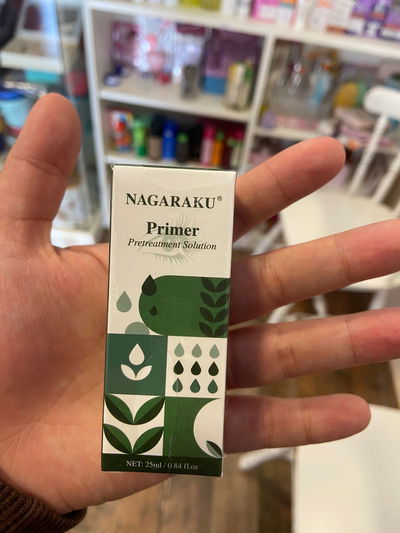 NAGARAKU®
Primer
Pretreatment Solution
NET: 25ml / 0.84 fl.oz